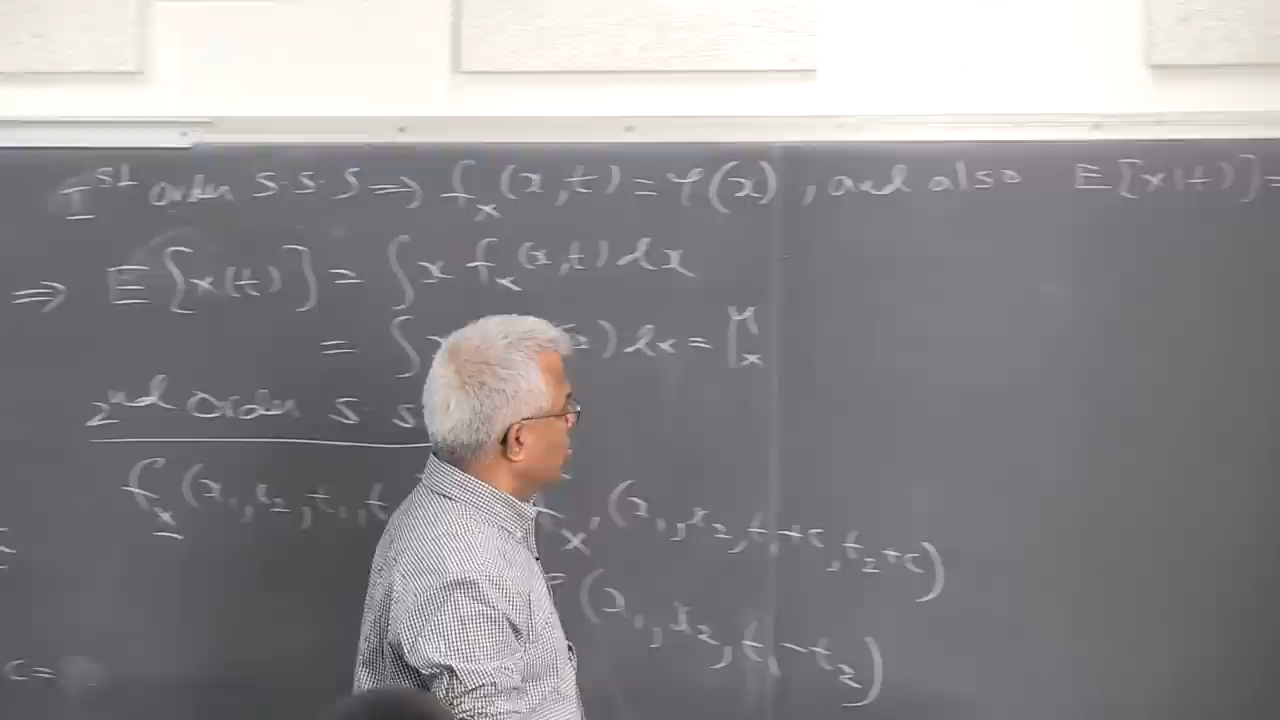 1st order S.S.S ⇒ f_x(x,t) = φ(x), and also E[x(t)] =
⇒ E[x(t)] = ∫ x f_x(x,t) dx
= ∫ x ) dx = μ_x
2nd Order S. S
f_x(x1, x2, t1, t f_x(x1, x2, t1+c, t2+c)
= (x1, x2, t1-t2)
c=